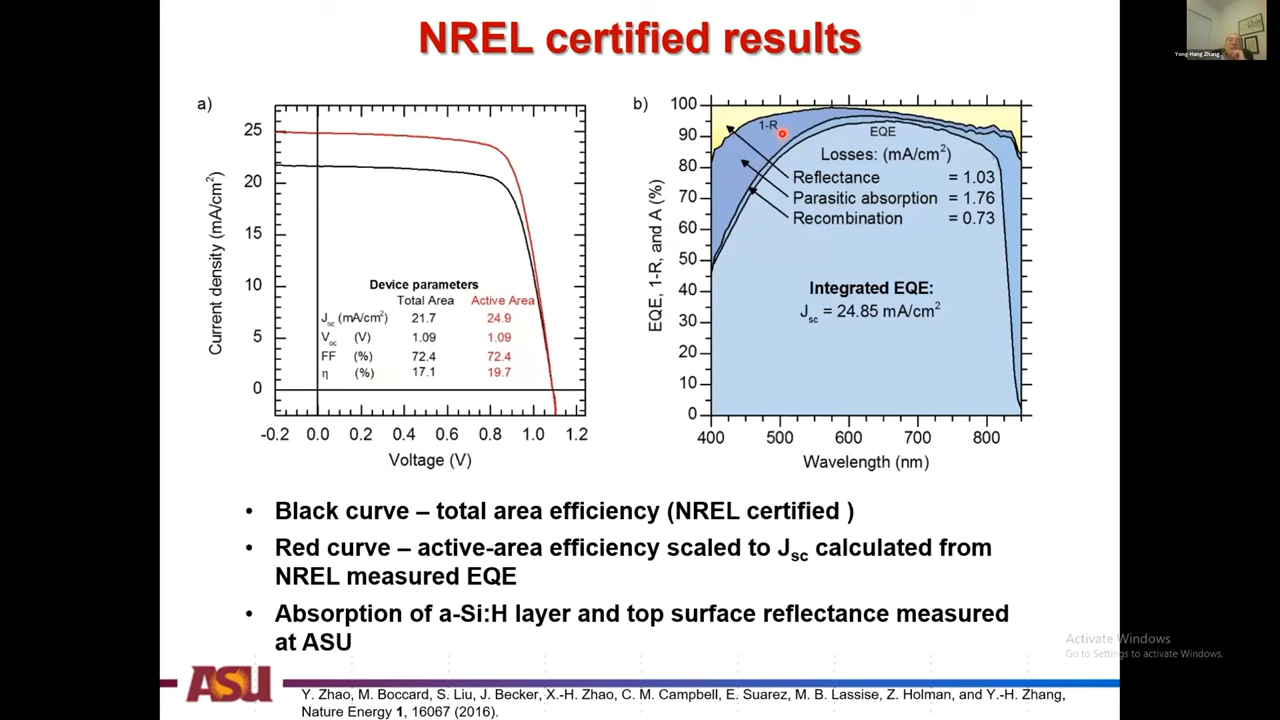 NREL certified results
Yong-Hang Zhang
a)
25
20
15
10
5
0
-0.2 0.0 0.2 0.4 0.6 0.8 1.0 1.2
Current density (mA/cm²)
Voltage (V)
Device parameters
Total Area Active Area
Jsc (mA/cm²) 21.7 24.9
Voc (V) 1.09 1.09
FF (%) 72.4 72.4
η (%) 17.1 19.7
b)
100
90
80
70
60
50
40
30
20
10
0
400 500 600 700 800
EQE, 1-R, and A (%)
Wavelength (nm)
1-R
EQE
Losses: (mA/cm²)
Reflectance = 1.03
Parasitic absorption = 1.76
Recombination = 0.73
Integrated EQE:
Jsc = 24.85 mA/cm²
• Black curve – total area efficiency (NREL certified )
• Red curve – active-area efficiency scaled to Jsc calculated from
NREL measured EQE
• Absorption of a-Si:H layer and top surface reflectance measured
at ASU
Activate Windows
Go to Settings to activate Windows.
ASU
Y. Zhao, M. Boccard, S. Liu, J. Becker, X.-H. Zhao, C. M. Campbell, E. Suarez, M. B. Lassise, Z. Holman, and Y.-H. Zhang,
Nature Energy 1, 16067 (2016).